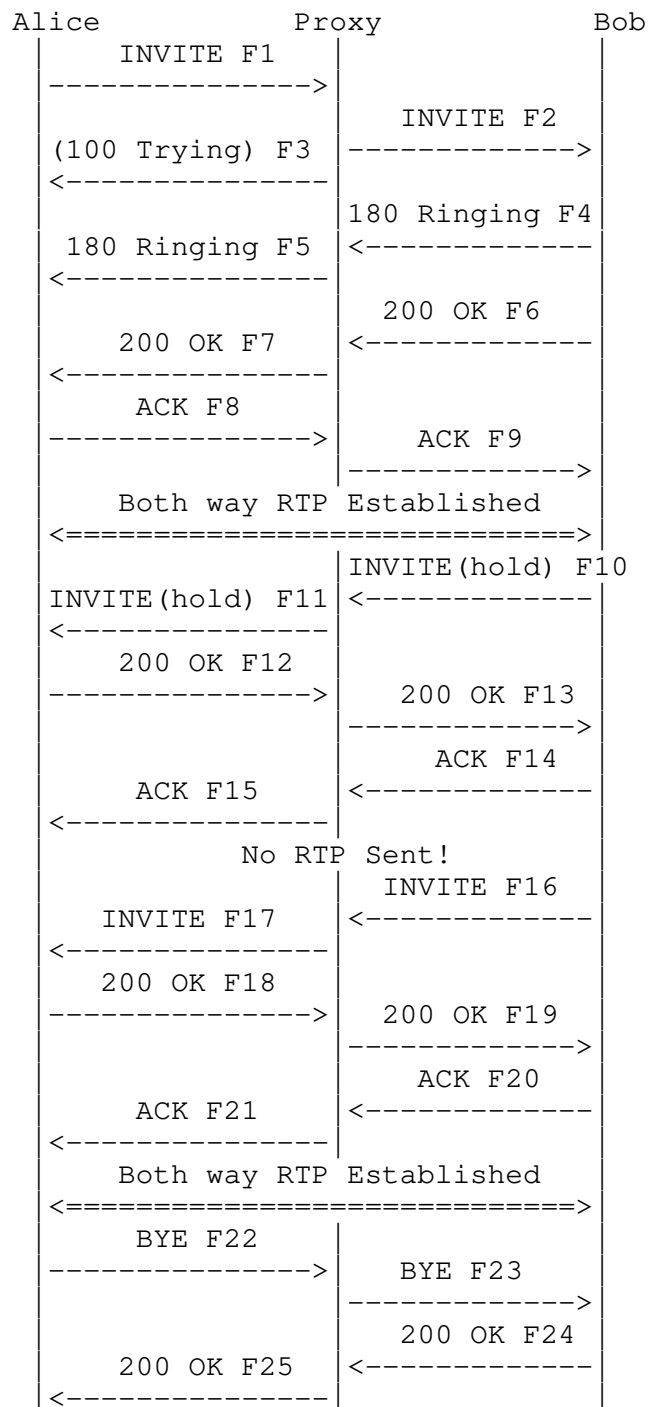 Alice Proxy Bob
INVITE F1
INVITE F2
(100 Trying) F3
180 Ringing F4
180 Ringing F5
200 OK F6
200 OK F7
ACK F8
ACK F9
Both way RTP Established
INVITE(hold) F10
INVITE(hold) F11
200 OK F12
200 OK F13
ACK F14
ACK F15
No RTP Sent!
INVITE F16
INVITE F17
200 OK F18
200 OK F19
ACK F20
ACK F21
Both way RTP Established
BYE F22
BYE F23
200 OK F24
200 OK F25